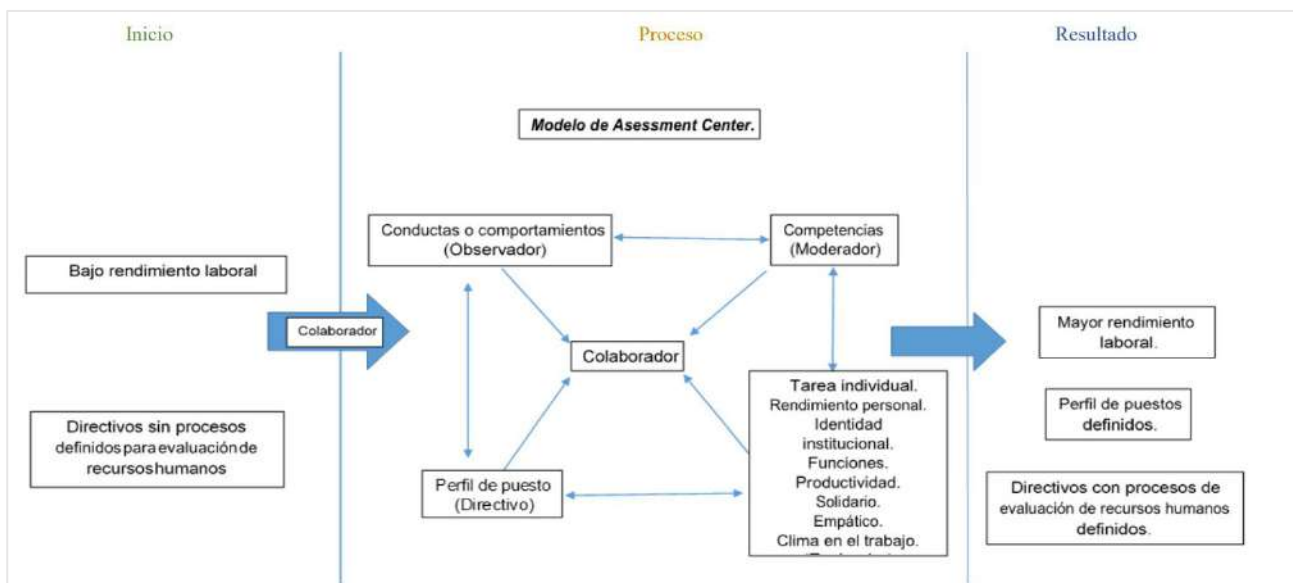 Inicio
Proceso
Resultado
Modelo de Asessment Center.
Conductas o comportamientos
(Observador)
Competencias
(Moderador)
Bajo rendimiento laboral
Colaborador
Directivos sin procesos
definidos para evaluación de
recursos humanos
Colaborador
Perfil de puesto
(Directivo)
Tarea individual.
Rendimiento personal.
Identidad
institucional.
Funciones.
Productividad.
Solidario.
Empático.
Clima en el trabajo.
Mayor rendimiento
laboral.
Perfil de puestos
definidos.
Directivos con procesos de
evaluación de recursos humanos
definidos.